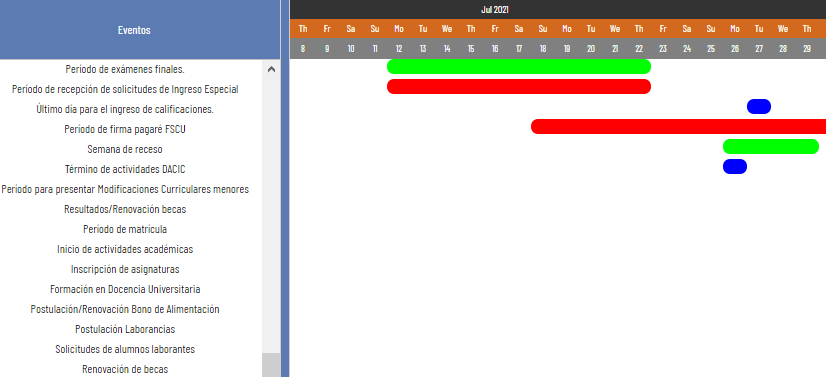 Eventos
Jul 2021
Th Fr Sa Su Mo Tu We Th Fr Sa Su Mo Tu We Th Fr Sa Su Mo Tu We Th
8 9 10 11 12 13 14 15 16 17 18 19 20 21 22 23 24 25 26 27 28 29
Período de exámenes finales.
Período de recepción de solicitudes de Ingreso Especial
Último día para el ingreso de calificaciones.
Período de firma pagaré FSCU
Semana de receso
Término de actividades DACIC
Período para presentar Modificaciones Curriculares menores
Resultados/Renovación becas
Período de matrícula
Inicio de actividades académicas
Inscripción de asignaturas
Formación en Docencia Universitaria
Postulación/Renovación Bono de Alimentación
Postulación Laborancias
Solicitudes de alumnos laborantes
Renovación de becas